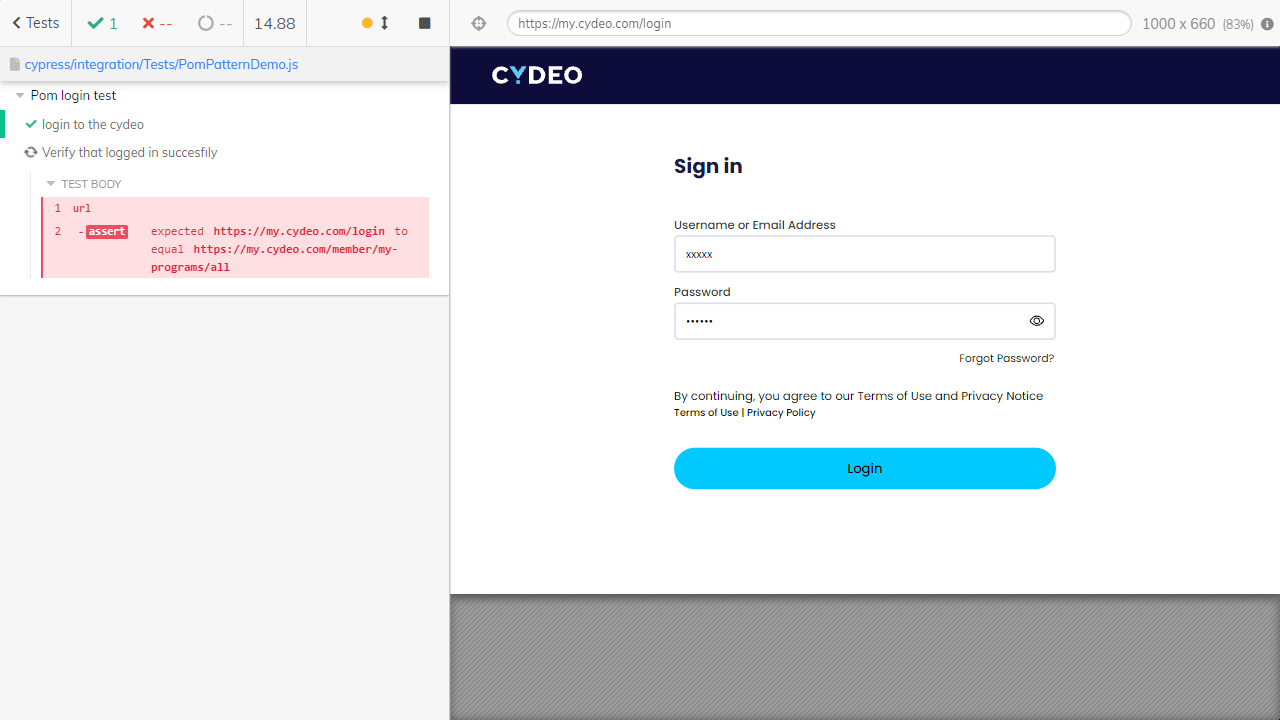 Tests
1
--
--
14.88
https://my.cydeo.com/login
1000 x 660 (83%)
cypress/integration/Tests/PomPatternDemo.js
Pom login test
login to the cydeo
Verify that logged in succesfily
TEST BODY
1 url
2 -assert expected https://my.cydeo.com/login to
equal https://my.cydeo.com/member/my-
programs/all
CYDEO
Sign in
Username or Email Address
xxxxx
Password
••••••
Forgot Password?
By continuing, you agree to our Terms of Use and Privacy Notice
Terms of Use | Privacy Policy
Login